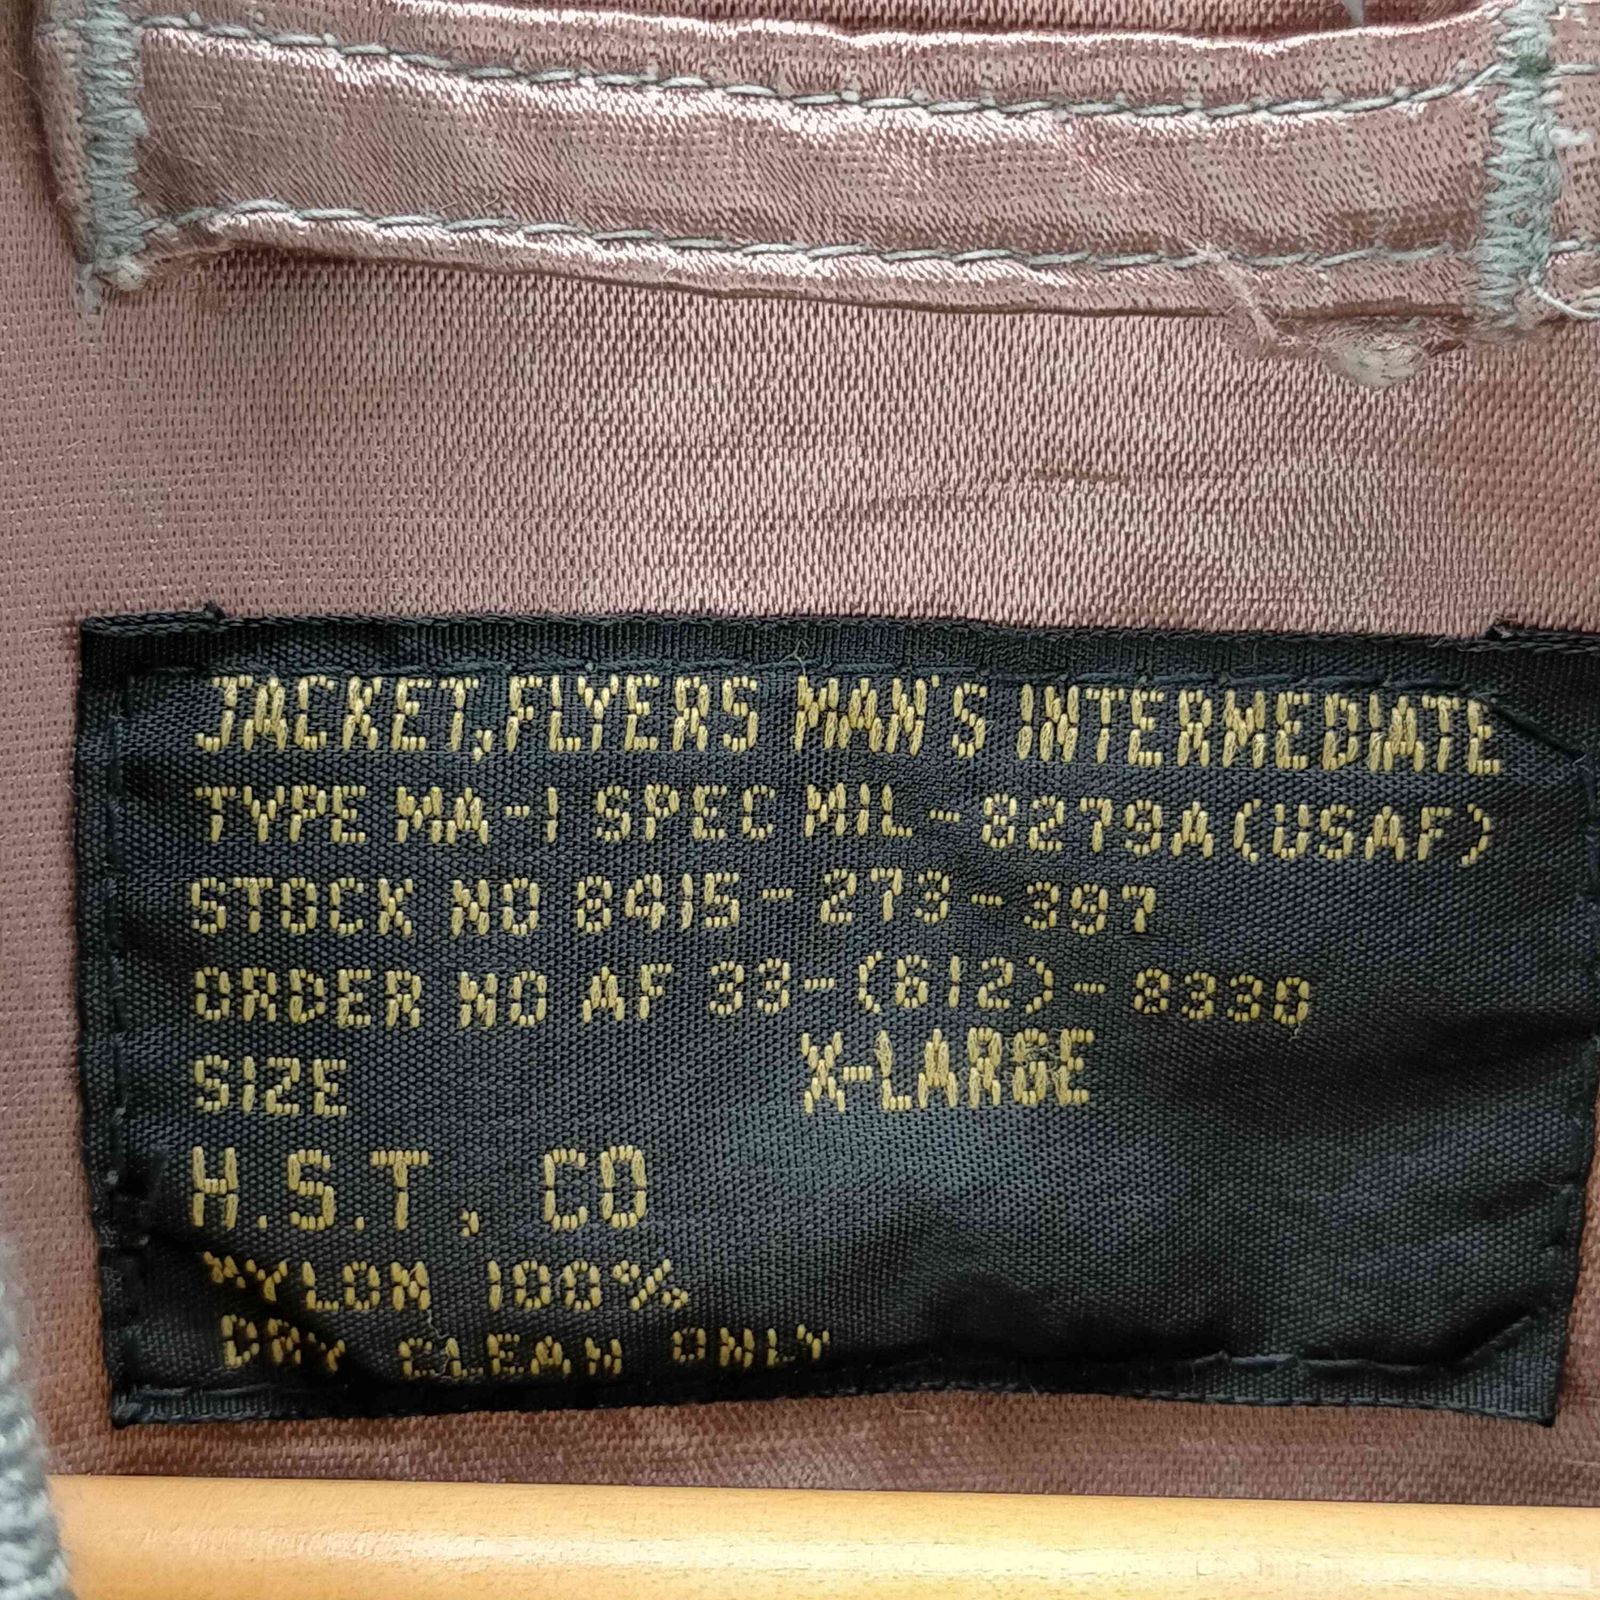 JACKET,FLYERS MAN'S INTERMEDIATE
TYPE MA-1 SPEC MIL-8279A(USAF)
STOCK NO 8415-273-397
ORDER NO AF 33-(612)-8330
SIZE X-LARGE
H.S.T, CO
NYLON 100%
DRY CLEAN ONLY